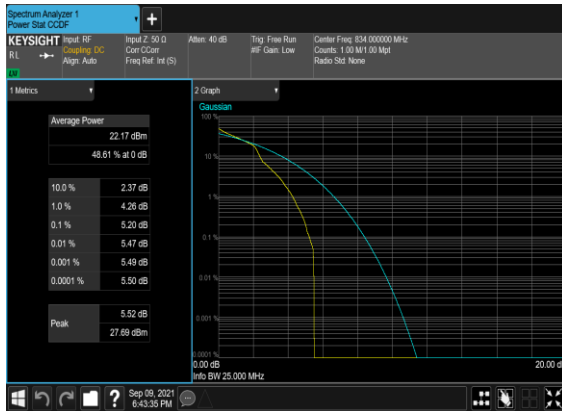 Spectrum Analyzer 1
Power Stat CCDF
+
KEYSIGHT
RL
Input: RF
Coupling: DC
Align: Auto
Input Z: 50 Ω
Corr CCorr
Freq Ref: Int (S)
Atten: 40 dB
Trig: Free Run
#IF Gain: Low
Center Freq: 834.000000 MHz
Counts: 1.00 M/1.00 Mpt
Radio Std: None
1 Metrics
Average Power
22.17 dBm
48.61 % at 0 dB
10.0 % 2.37 dB
1.0 % 4.26 dB
0.1 % 5.20 dB
0.01 % 5.47 dB
0.001 % 5.49 dB
0.0001 % 5.50 dB
Peak
5.52 dB
27.69 dBm
2 Graph
Gaussian
100 %
10 %
1 %
0.1 %
0.01 %
0.001 %
0.0001 %
0.00 dB
20.00 d
Info BW 25.000 MHz
?
Sep 09, 2021
6:43:35 PM